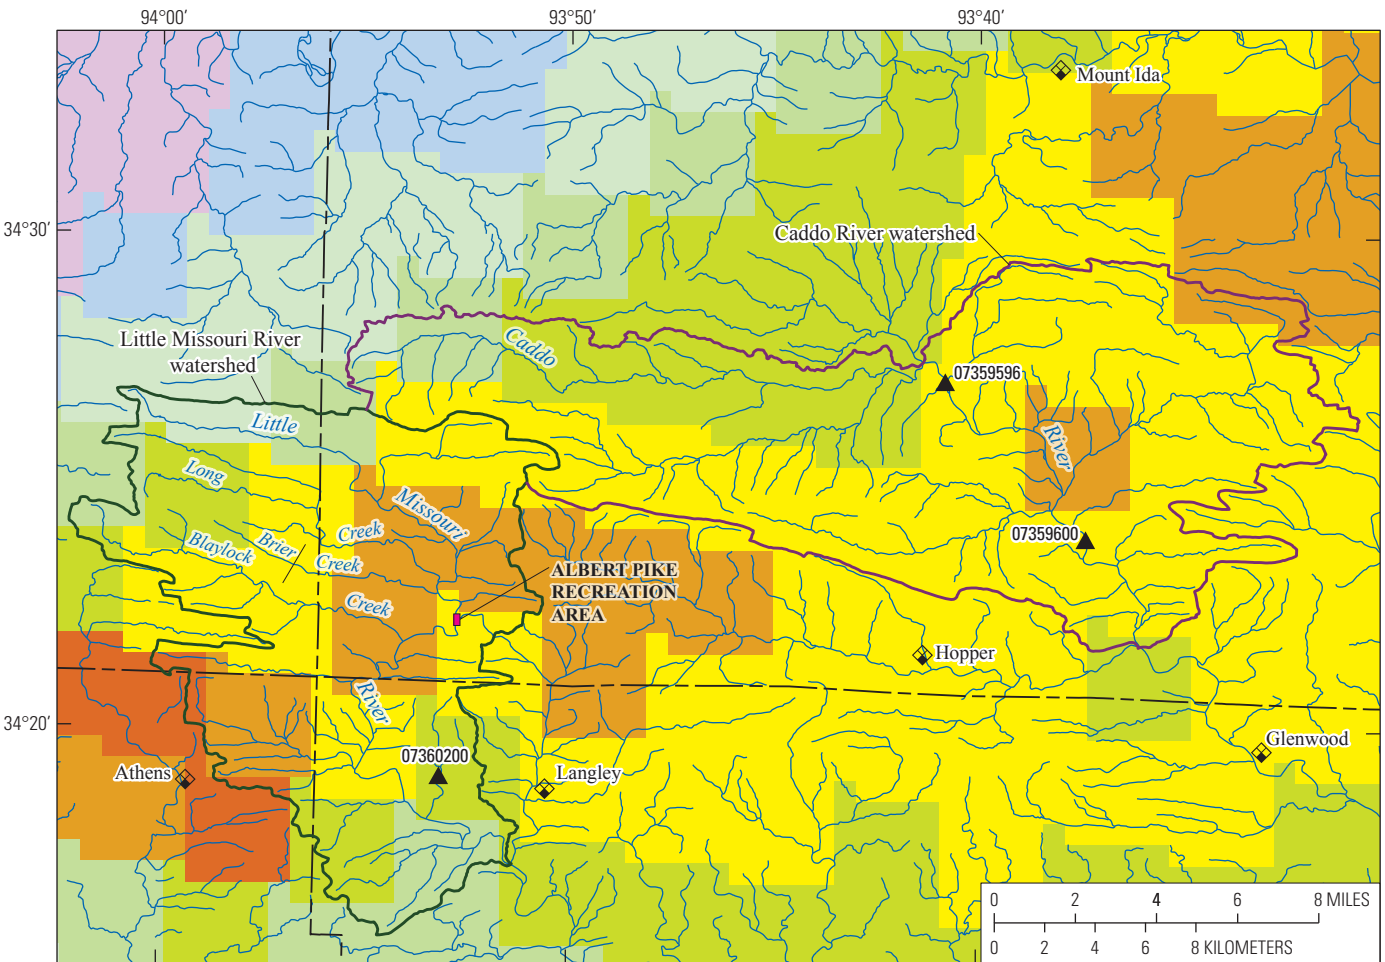 94°00′
93°50′
93°40′
Mount Ida
34°30′
Caddo River watershed
Little Missouri River
watershed
Caddo
07359596
Little
River
Long
Missouri
Creek
Brier
Blaylock
Creek
07359600
ALBERT PIKE
RECREATION
AREA
Creek
Hopper
River
34°20′
Glenwood
07360200
Athens
Langley
0 2 4 6 8 MILES
0 2 4 6 8 KILOMETERS